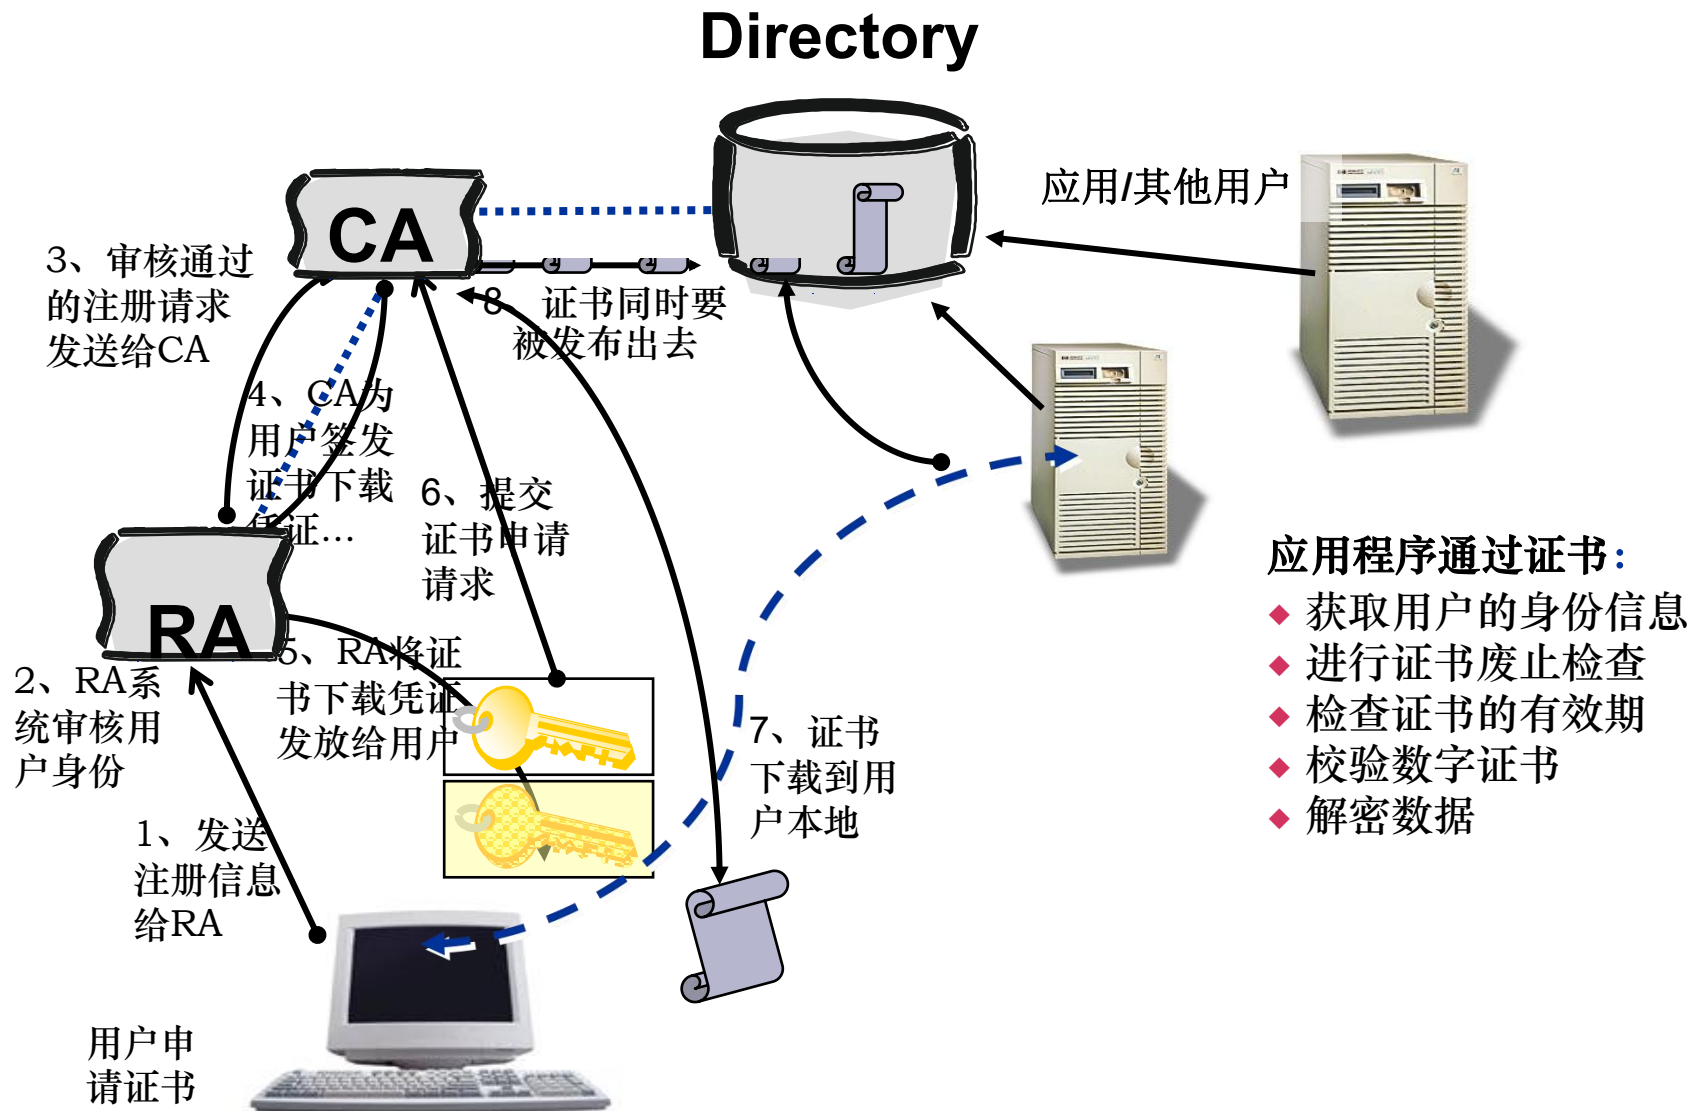 Directory
应用/其他用户
CA
3、审核通过
的注册请求
发送给CA
8、证书同时要
被发布出去
4、CA为
用户签发
证书下载
凭证...
6、提交
证书申请
请求
RA
2、RA系
统审核用
户身份
5、RA将证
书下载凭证
发放给用户
7、证书
下载到用
户本地
1、发送
注册信息
给RA
用户申
请证书
应用程序通过证书：
获取用户的身份信息
进行证书废止检查
检查证书的有效期
校验数字证书
解密数据